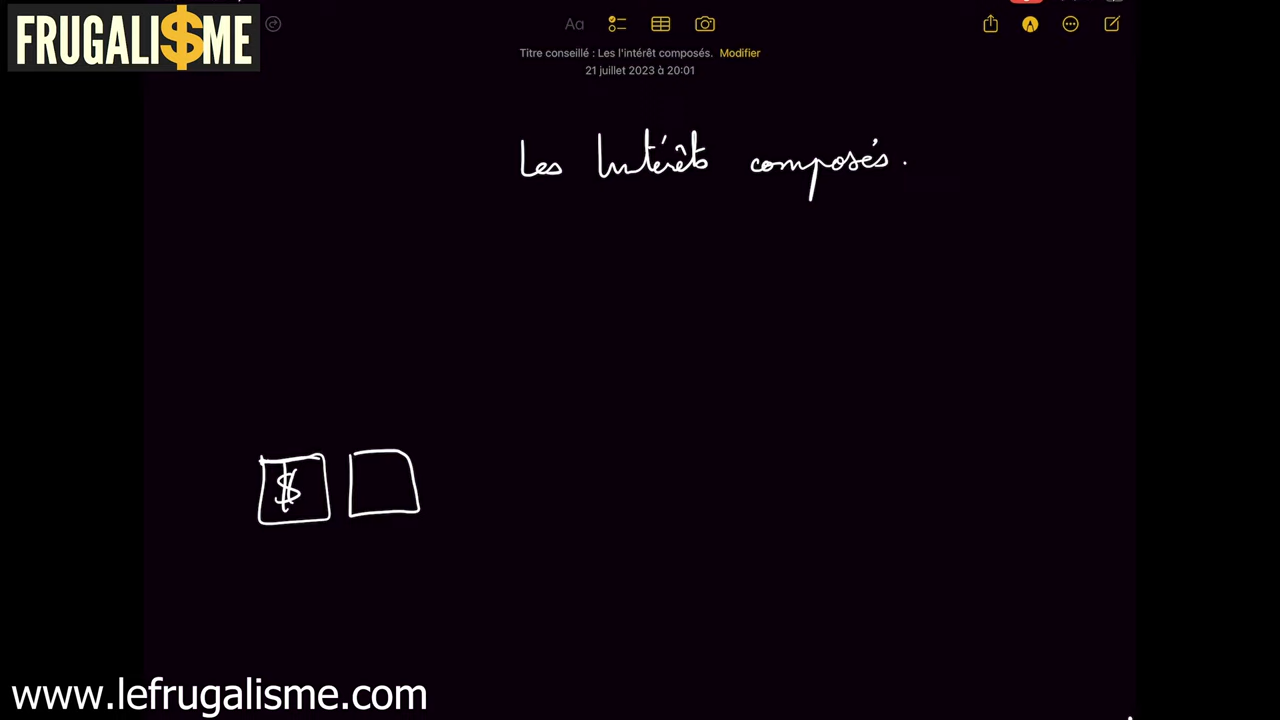 FRUGALI$ME
Aa
Titre conseillé : Les l'intérêt composés. Modifier
21 juillet 2023 à 20:01
Les Intérêts composés.
$
www.lefrugalisme.com